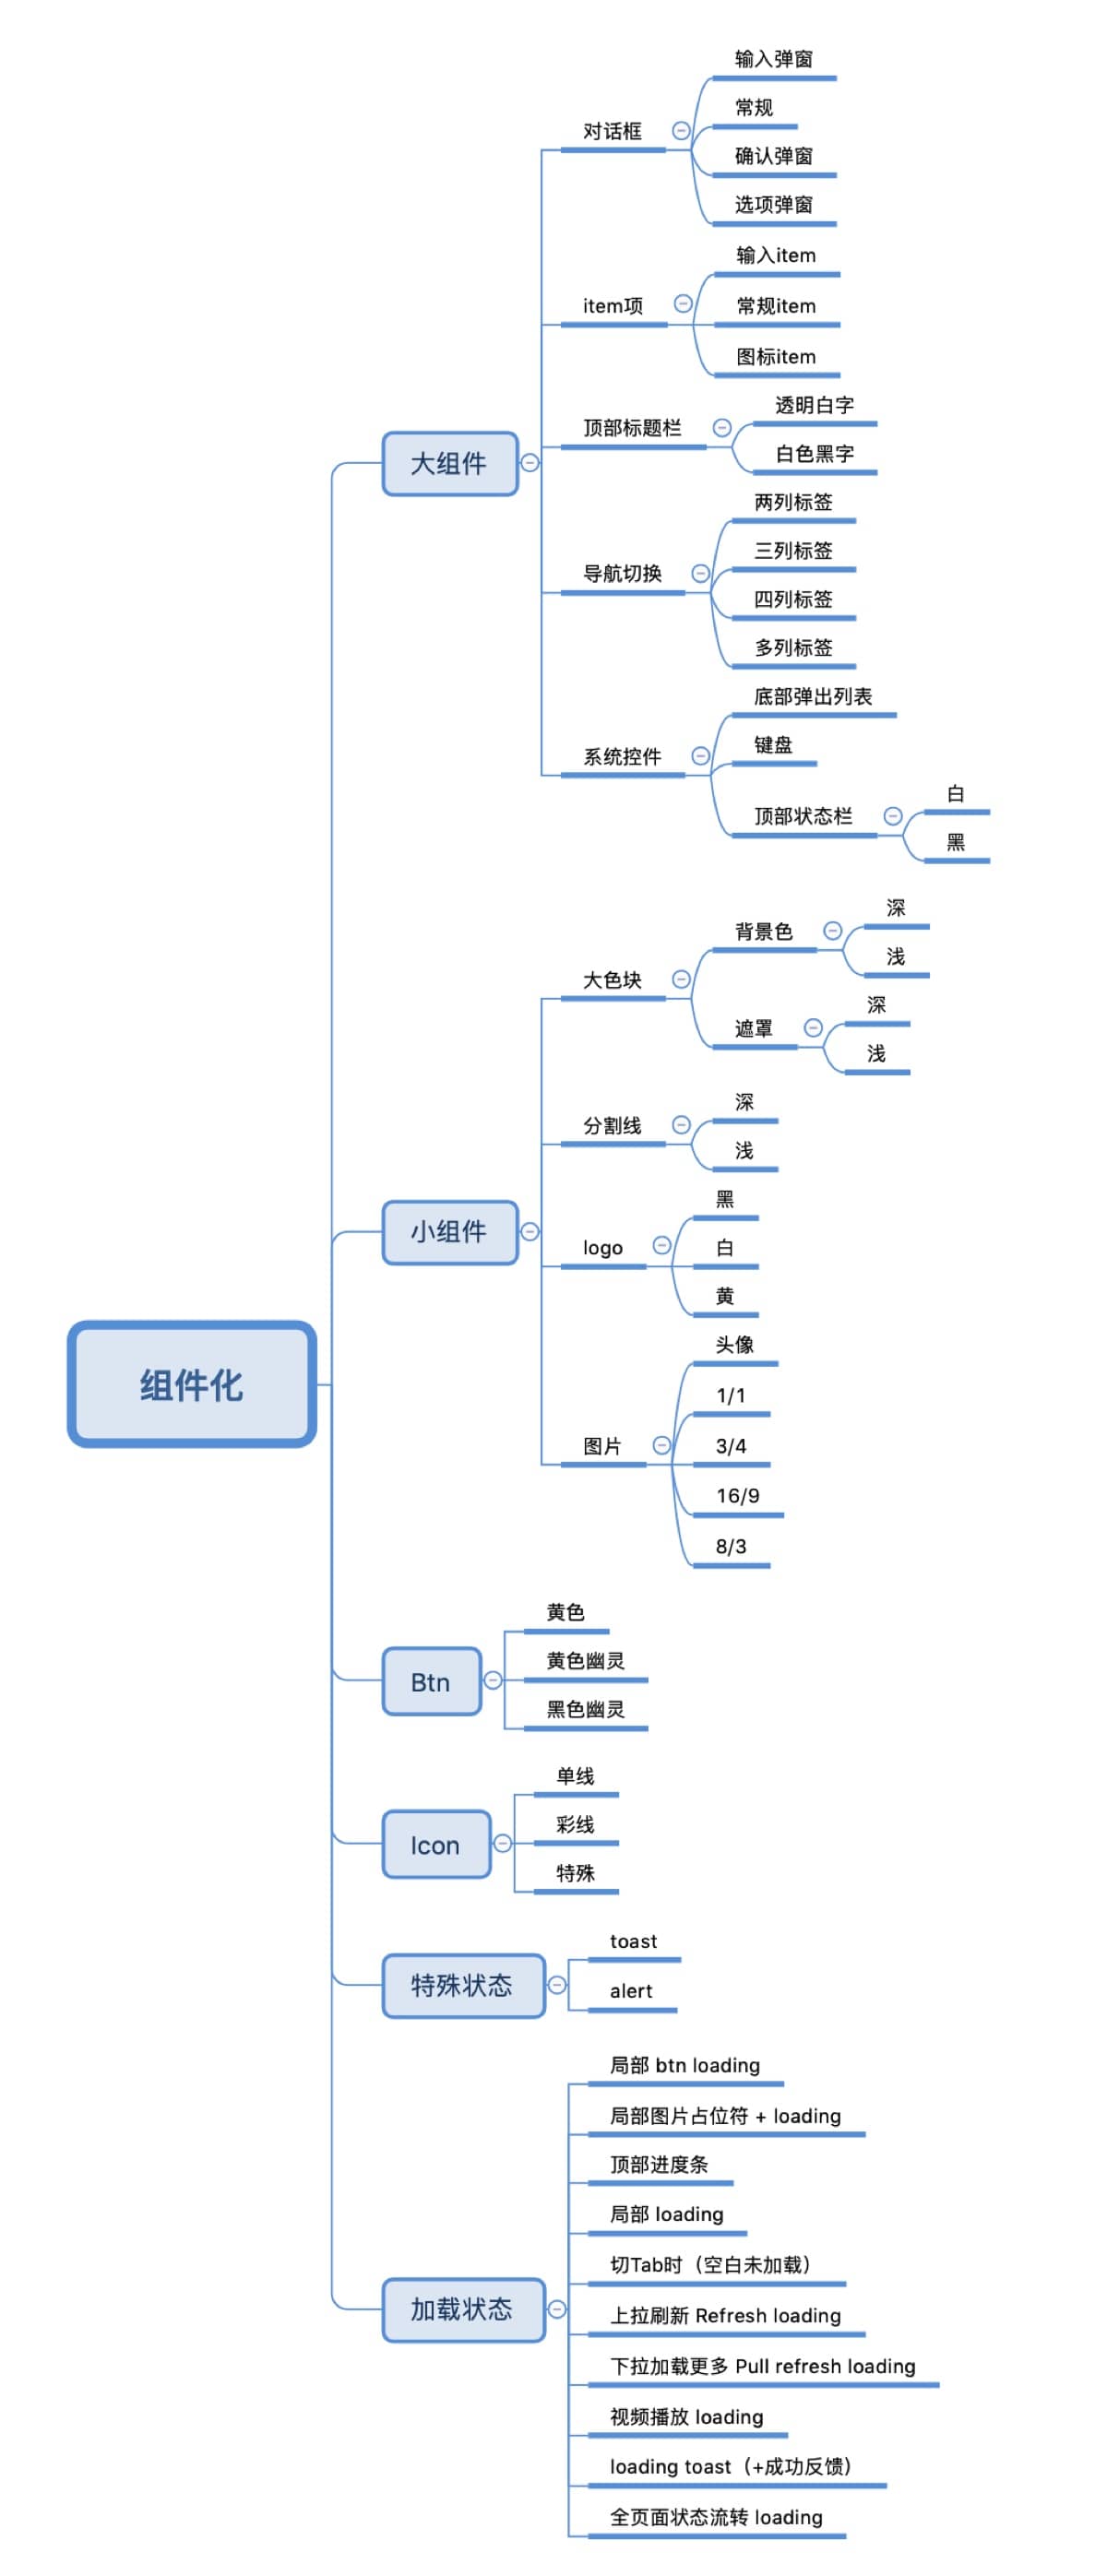 组件化
大组件
对话框
输入弹窗
常规
确认弹窗
选项弹窗
item项
输入item
常规item
图标item
顶部标题栏
透明白字
白色黑字
导航切换
两列标签
三列标签
四列标签
多列标签
系统控件
底部弹出列表
键盘
顶部状态栏
白
黑
小组件
大色块
背景色
深
浅
遮罩
深
浅
分割线
深
浅
logo
黑
白
黄
图片
头像
1/1
3/4
16/9
8/3
Btn
黄色
黄色幽灵
黑色幽灵
Icon
单线
彩线
特殊
特殊状态
toast
alert
加载状态
局部 btn loading
局部图片占位符 + loading
顶部进度条
局部 loading
切Tab时（空白未加载）
上拉刷新 Refresh loading
下拉加载更多 Pull refresh loading
视频播放 loading
loading toast（+成功反馈）
全页面状态流转 loading